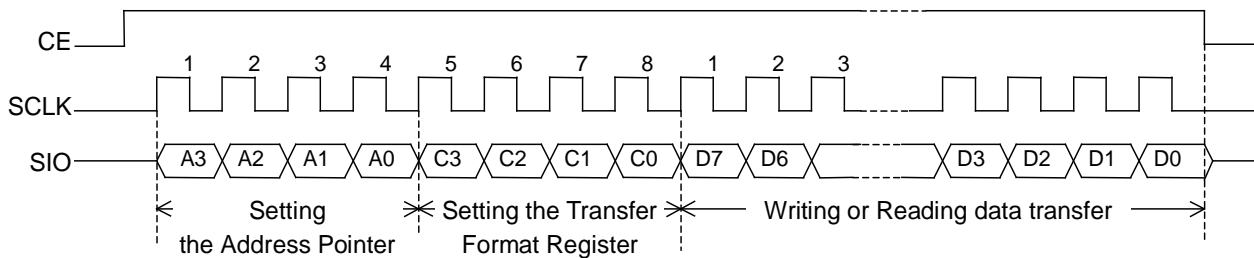 CE
1 2 3 4 5 6 7 8 1 2 3
SCLK
SIO A3 A2 A1 A0 C3 C2 C1 C0 D7 D6 D3 D2 D1 D0
Setting Setting the Transfer Writing or Reading data transfer
the Address Pointer Format Register